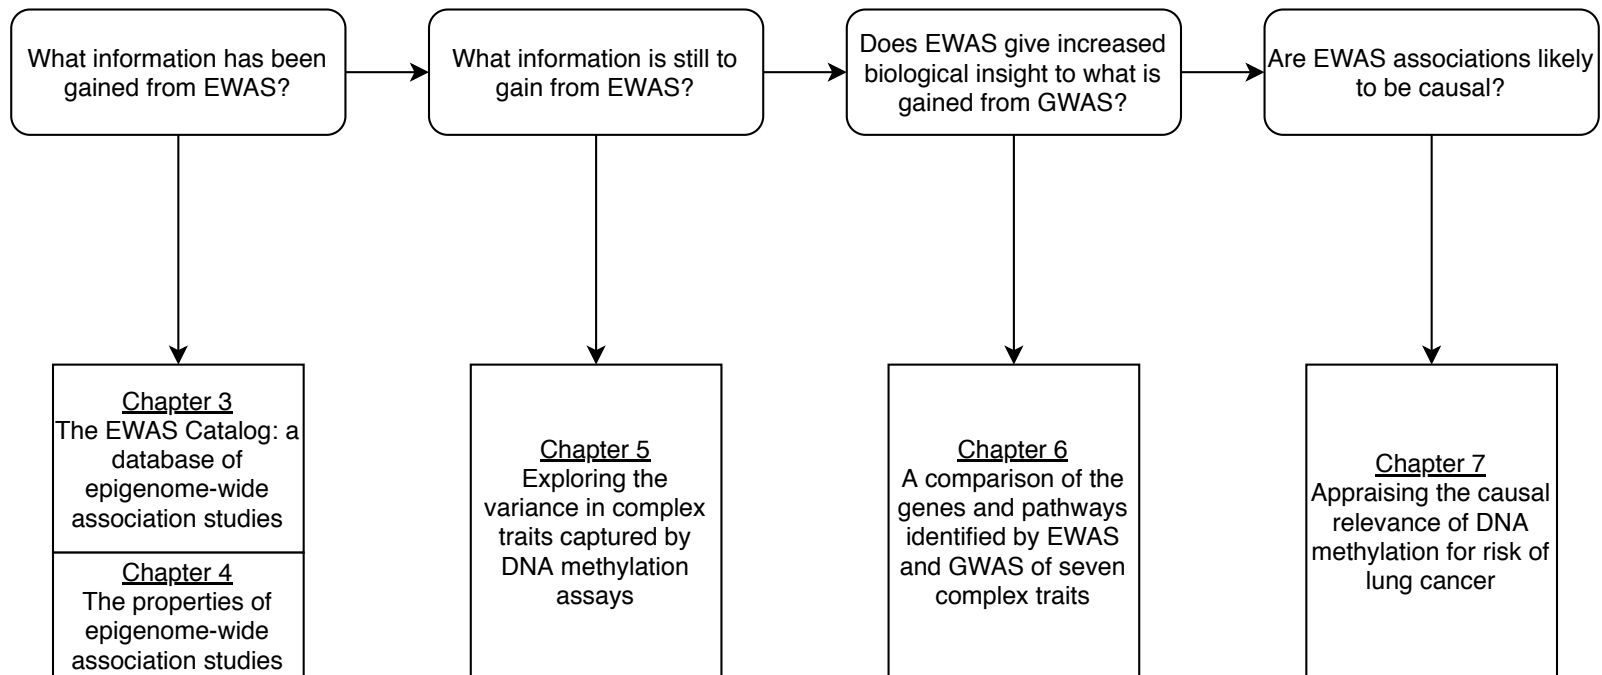 What information has been
gained from EWAS?
What information is still to
gain from EWAS?
Does EWAS give increased
biological insight to what is
gained from GWAS?
Are EWAS associations likely
to be causal?
Chapter 3
The EWAS Catalog: a
database of
epigenome-wide
association studies
Chapter 4
The properties of
epigenome-wide
association studies
Chapter 5
Exploring the
variance in complex
traits captured by
DNA methylation
assays
Chapter 6
A comparison of the
genes and pathways
identified by EWAS
and GWAS of seven
complex traits
Chapter 7
Appraising the causal
relevance of DNA
methylation for risk of
lung cancer